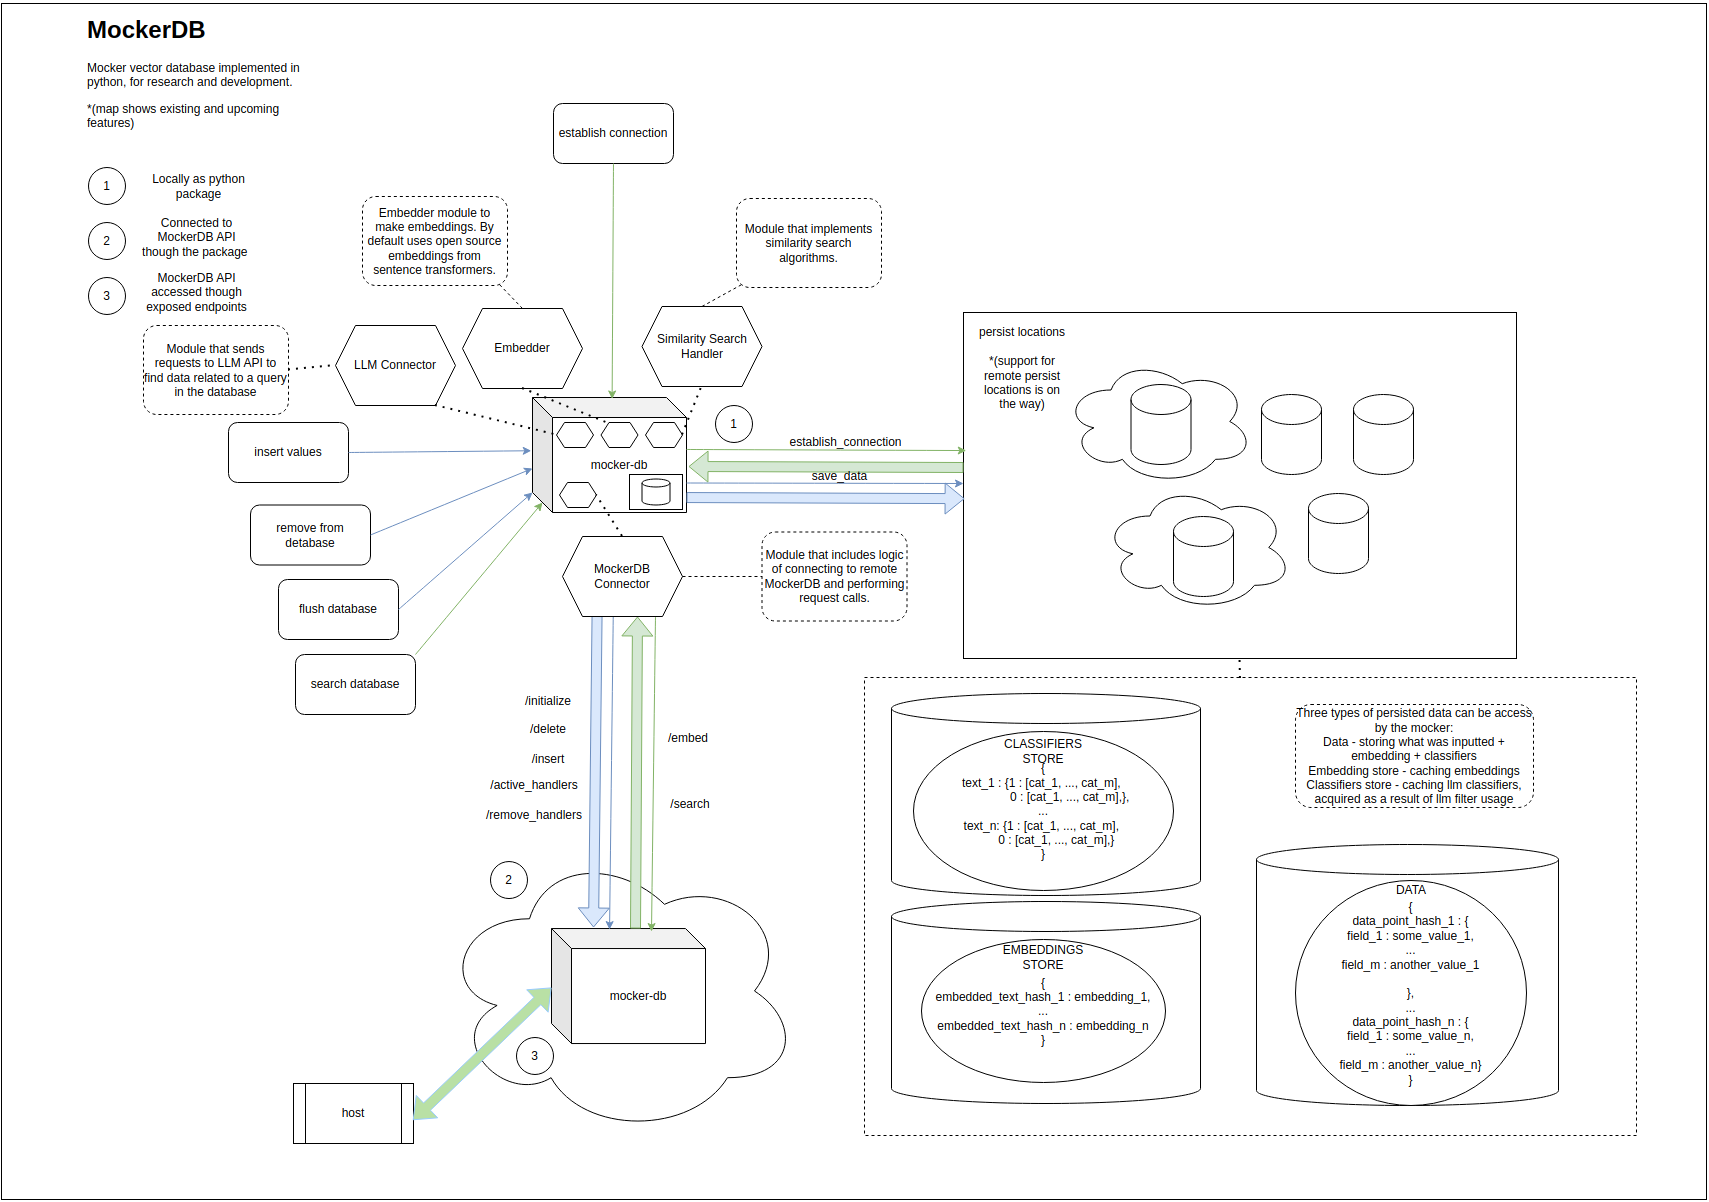 MockerDB
Mocker vector database implemented in
python, for research and development.
*(map shows existing and upcoming
features)
1
Locally as python
package
2
Connected to
MockerDB API
though the package
3
MockerDB API
accessed though
exposed endpoints
establish connection
Embedder module to
make embeddings. By
default uses open source
embeddings from
sentence transformers.
Module that implements
similarity search
algorithms.
Module that sends
requests to LLM API to
find data related to a query
in the database
LLM Connector
Embedder
Similarity Search
Handler
insert values
remove from
detabase
flush database
search database
mocker-db
1
establish_connection
save_data
persist locations
*(support for
remote persist
locations is on
the way)
MockerDB
Connector
Module that includes logic
of connecting to remote
MockerDB and performing
request calls.
/initialize
/delete
/insert
/active_handlers
/remove_handlers
/embed
/search
2
mocker-db
3
host
CLASSIFIERS
STORE
{
text_1 : {1 : [cat_1, ..., cat_m],
0 : [cat_1, ..., cat_m],},
...
text_n: {1 : [cat_1, ..., cat_m],
0 : [cat_1, ..., cat_m],}
}
EMBEDDINGS
STORE
{
embedded_text_hash_1 : embedding_1,
...
embedded_text_hash_n : embedding_n
}
Three types of persisted data can be access
by the mocker:
Data - storing what was inputted +
embedding + classifiers
Embedding store - caching embeddings
Classifiers store - caching llm classifiers,
acquired as a result of llm filter usage
DATA
{
data_point_hash_1 : {
field_1 : some_value_1,
...
field_m : another_value_1
},
...
data_point_hash_n : {
field_1 : some_value_n,
...
field_m : another_value_n}
}